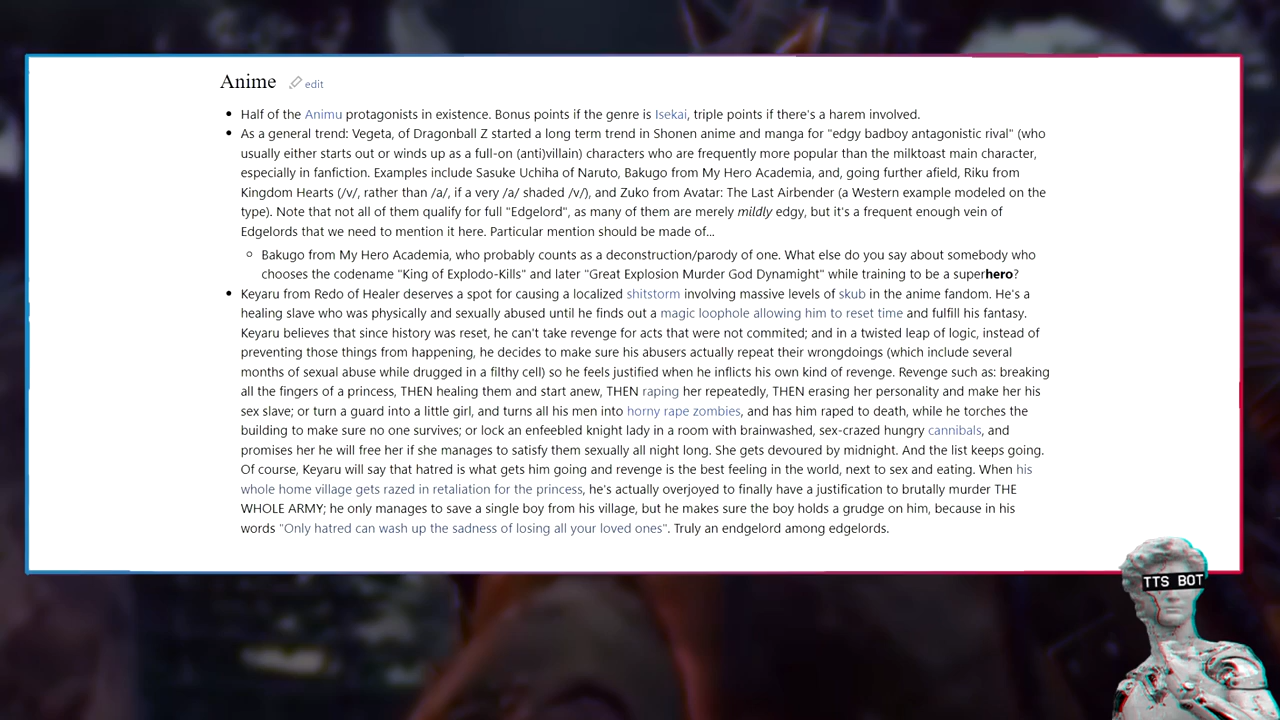 Anime edit
Half of the Animu protagonists in existence. Bonus points if the genre is Isekai, triple points if there's a harem involved.
As a general trend: Vegeta, of Dragonball Z started a long term trend in Shonen anime and manga for "edgy badboy antagonistic rival" (who
usually either starts out or winds up as a full-on (anti)villain) characters who are frequently more popular than the milktoast main character,
especially in fanfiction. Examples include Sasuke Uchiha of Naruto, Bakugo from My Hero Academia, and, going further afield, Riku from
Kingdom Hearts (/v/, rather than /a/, if a very /a/ shaded /v/), and Zuko from Avatar: The Last Airbender (a Western example modeled on the
type). Note that not all of them qualify for full "Edgelord", as many of them are merely mildly edgy, but it's a frequent enough vein of
Edgelords that we need to mention it here. Particular mention should be made of...
Bakugo from My Hero Academia, who probably counts as a deconstruction/parody of one. What else do you say about somebody who
chooses the codename "King of Explodo-Kills" and later "Great Explosion Murder God Dynamight" while training to be a superhero?
Keyaru from Redo of Healer deserves a spot for causing a localized shitstorm involving massive levels of skub in the anime fandom. He's a
healing slave who was physically and sexually abused until he finds out a magic loophole allowing him to reset time and fulfill his fantasy.
Keyaru believes that since history was reset, he can't take revenge for acts that were not commited; and in a twisted leap of logic, instead of
preventing those things from happening, he decides to make sure his abusers actually repeat their wrongdoings (which include several
months of sexual abuse while drugged in a filthy cell) so he feels justified when he inflicts his own kind of revenge. Revenge such as: breaking
all the fingers of a princess, THEN healing them and start anew, THEN raping her repeatedly, THEN erasing her personality and make her his
sex slave; or turn a guard into a little girl, and turns all his men into horny rape zombies, and has him raped to death, while he torches the
building to make sure no one survives; or lock an enfeebled knight lady in a room with brainwashed, sex-crazed hungry cannibals, and
promises her he will free her if she manages to satisfy them sexually all night long. She gets devoured by midnight. And the list keeps going.
Of course, Keyaru will say that hatred is what gets him going and revenge is the best feeling in the world, next to sex and eating. When his
whole home village gets razed in retaliation for the princess, he's actually overjoyed to finally have a justification to brutally murder THE
WHOLE ARMY; he only manages to save a single boy from his village, but he makes sure the boy holds a grudge on him, because in his
words "Only hatred can wash up the sadness of losing all your loved ones". Truly an endgelord among edgelords.
TTS BOT